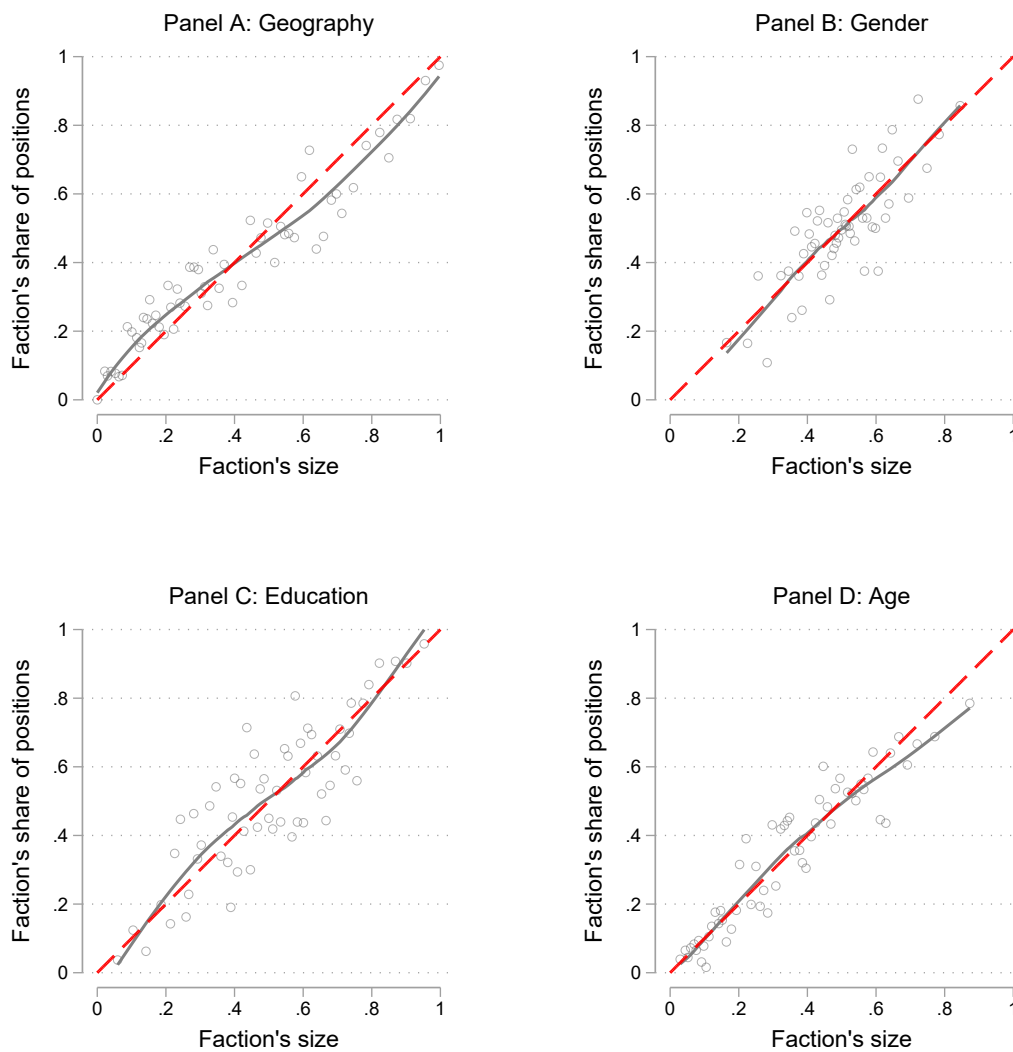 Panel A: Geography
Faction's share of positions
1
.8
.6
.4
.2
0
0 .2 .4 .6 .8 1
Faction's size
Panel B: Gender
Faction's share of positions
1
.8
.6
.4
.2
0
0 .2 .4 .6 .8 1
Faction's size
Panel C: Education
Faction's share of positions
1
.8
.6
.4
.2
0
0 .2 .4 .6 .8 1
Faction's size
Panel D: Age
Faction's share of positions
1
.8
.6
.4
.2
0
0 .2 .4 .6 .8 1
Faction's size